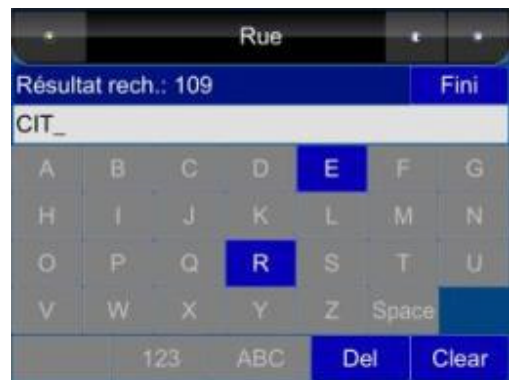 Rue
Résultat rech.: 109 Fini
CIT_
A B C D E F G
H I J K L M N
O P Q R S T U
V W X Y Z Space
123 ABC Del Clear